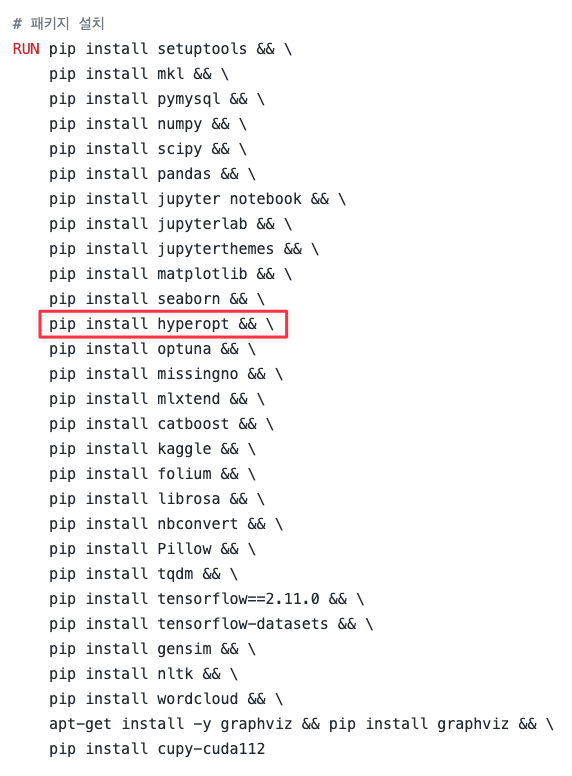 # 패키지 설치
RUN pip install setuptools && \
    pip install mkl && \
    pip install pymysql && \
    pip install numpy && \
    pip install scipy && \
    pip install pandas && \
    pip install jupyter notebook && \
    pip install jupyterlab && \
    pip install jupyterthemes && \
    pip install matplotlib && \
    pip install seaborn && \
    pip install hyperopt && \
    pip install optuna && \
    pip install missingno && \
    pip install mlxtend && \
    pip install catboost && \
    pip install kaggle && \
    pip install folium && \
    pip install librosa && \
    pip install nbconvert && \
    pip install Pillow && \
    pip install tqdm && \
    pip install tensorflow==2.11.0 && \
    pip install tensorflow-datasets && \
    pip install gensim && \
    pip install nltk && \
    pip install wordcloud && \
    apt-get install -y graphviz && pip install graphviz && \
    pip install cupy-cuda112